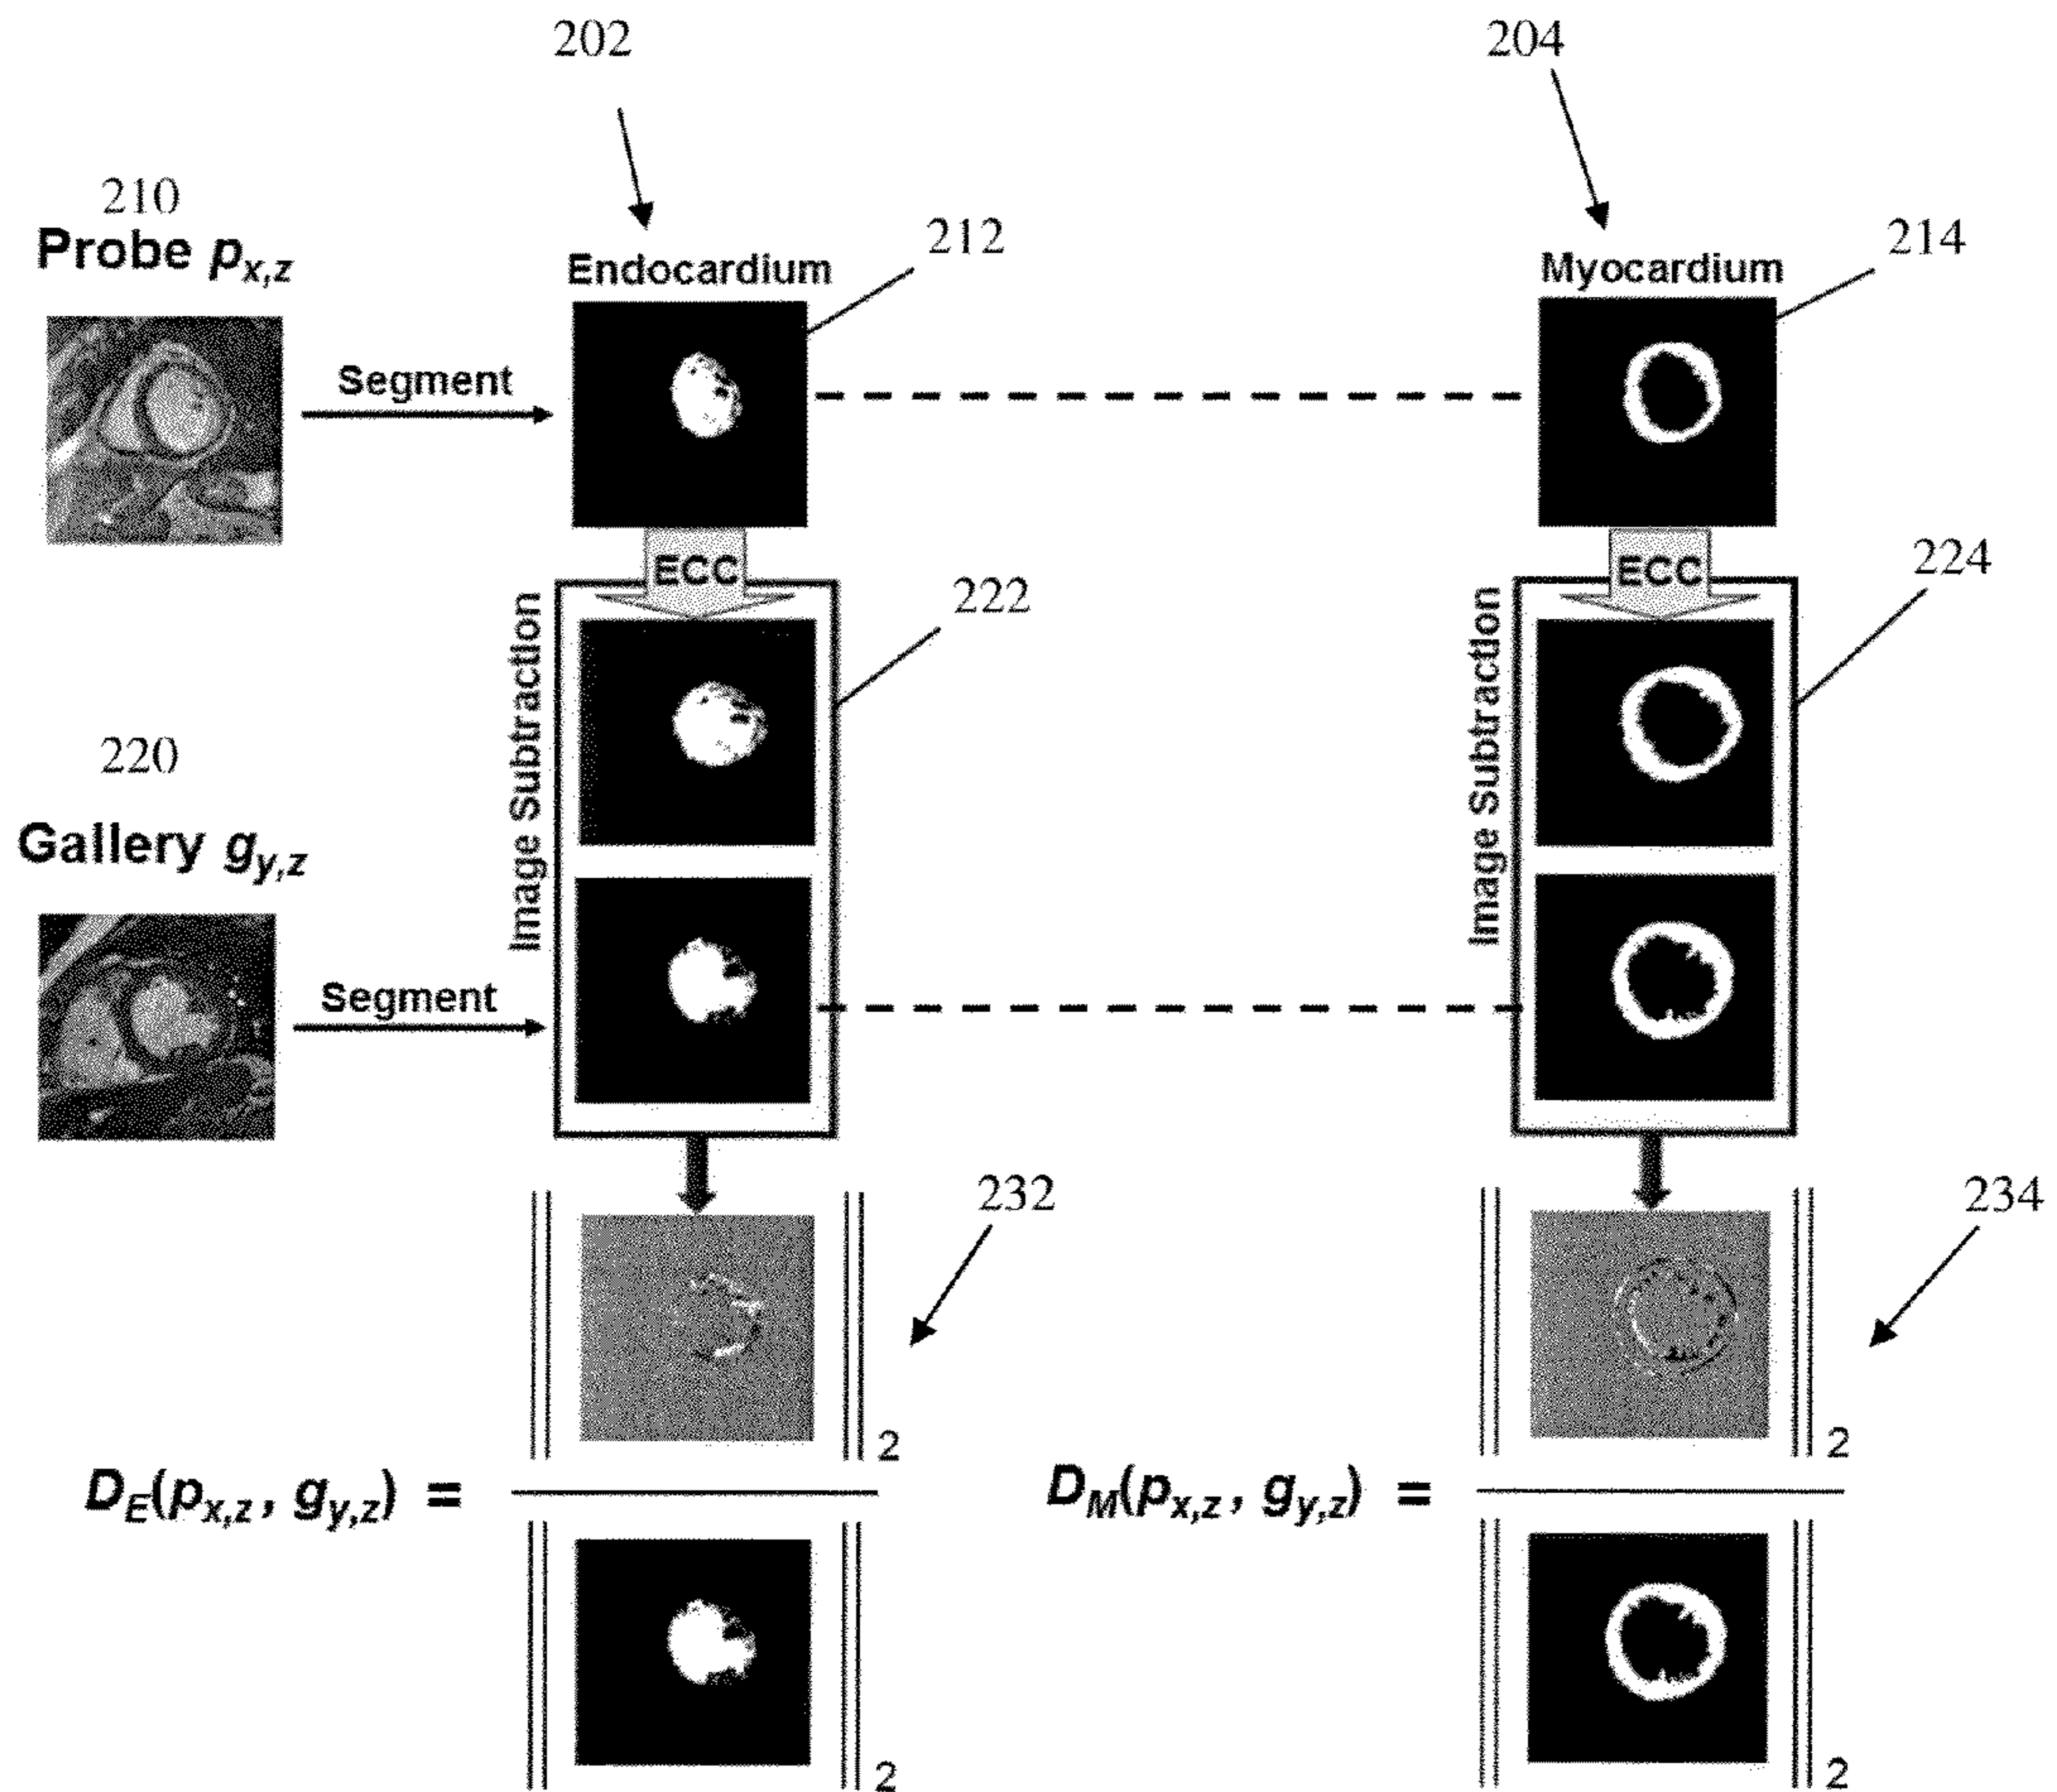 202
204
210
Probe p_{x,z}
212
214
Endocardium
Myocardium
Segment
ECC
ECC
222
224
Image Subtraction
Image Subtraction
220
Gallery g_{y,z}
Segment
232
234
2
2
D_E(p_{x,z}, g_{y,z}) =
D_M(p_{x,z}, g_{y,z}) =
2
2